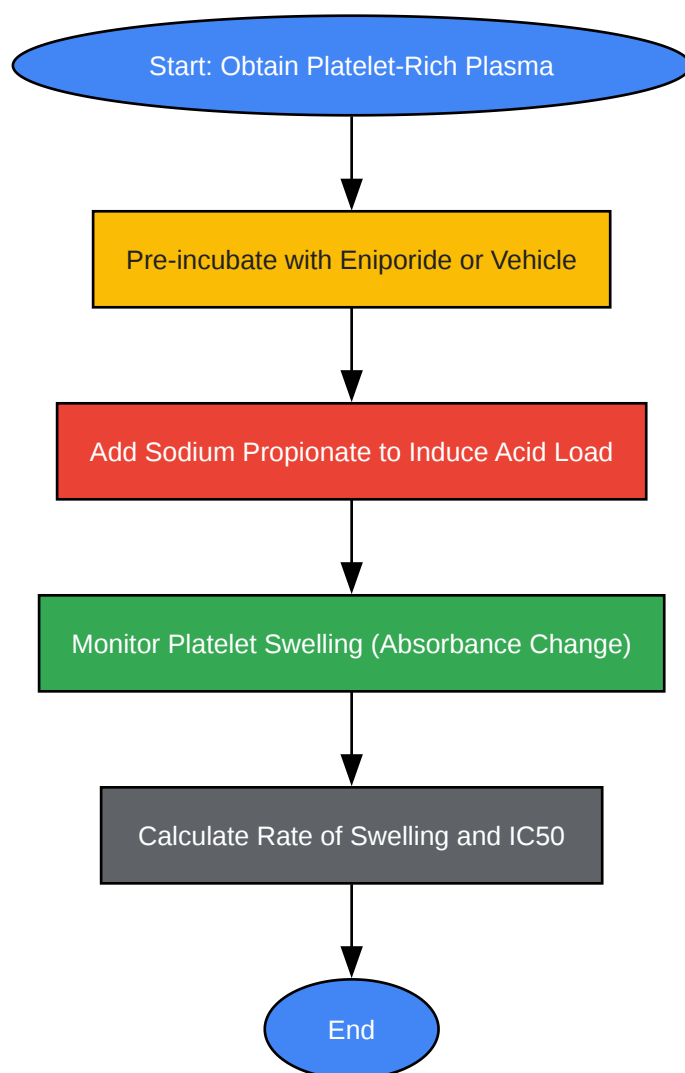 Start: Obtain Platelet-Rich Plasma
Pre-incubate with Eniporide or Vehicle
Add Sodium Propionate to Induce Acid Load
Monitor Platelet Swelling (Absorbance Change)
Calculate Rate of Swelling and IC50
End